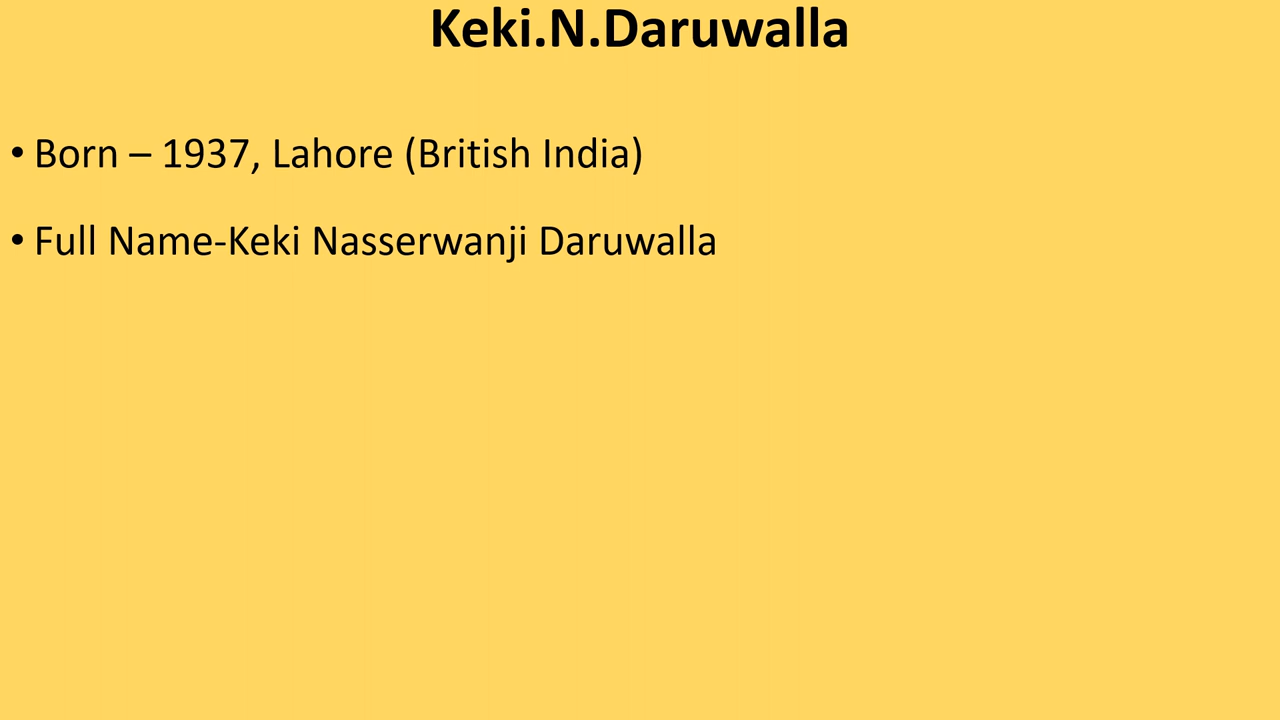 Keki.N.Daruwalla
• Born – 1937, Lahore (British India)
• Full Name-Keki Nasserwanji Daruwalla